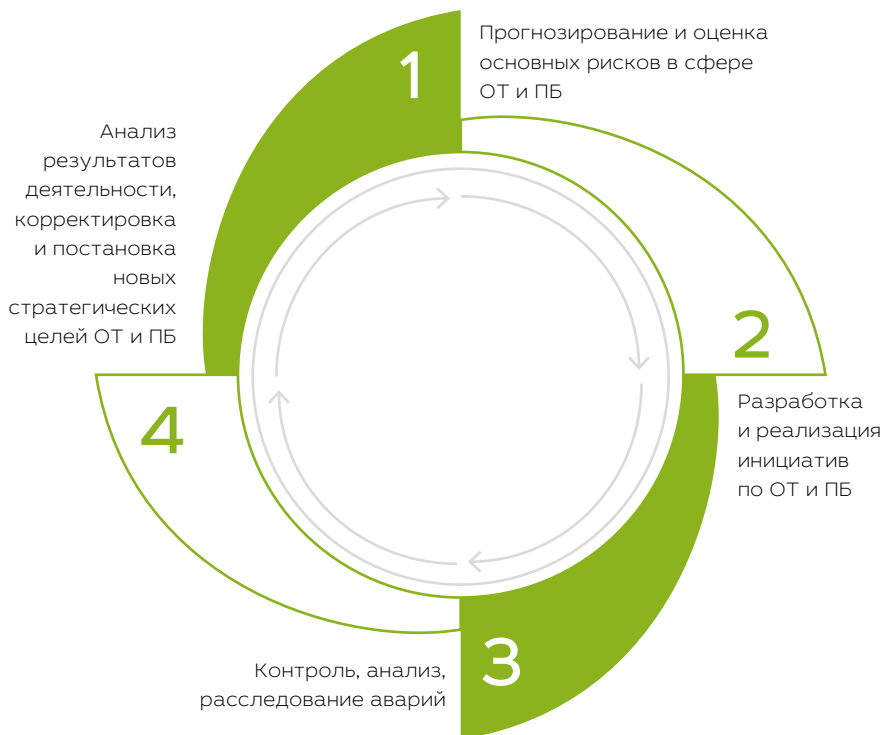 1
Прогнозирование и оценка
основных рисков в сфере
ОТ и ПБ
2
Разработка
и реализация
инициатив
по ОТ и ПБ
3
Контроль, анализ,
расследование аварий
4
Анализ
результатов
деятельности,
корректировка
и постановка
новых
стратегических
целей ОТ и ПБ